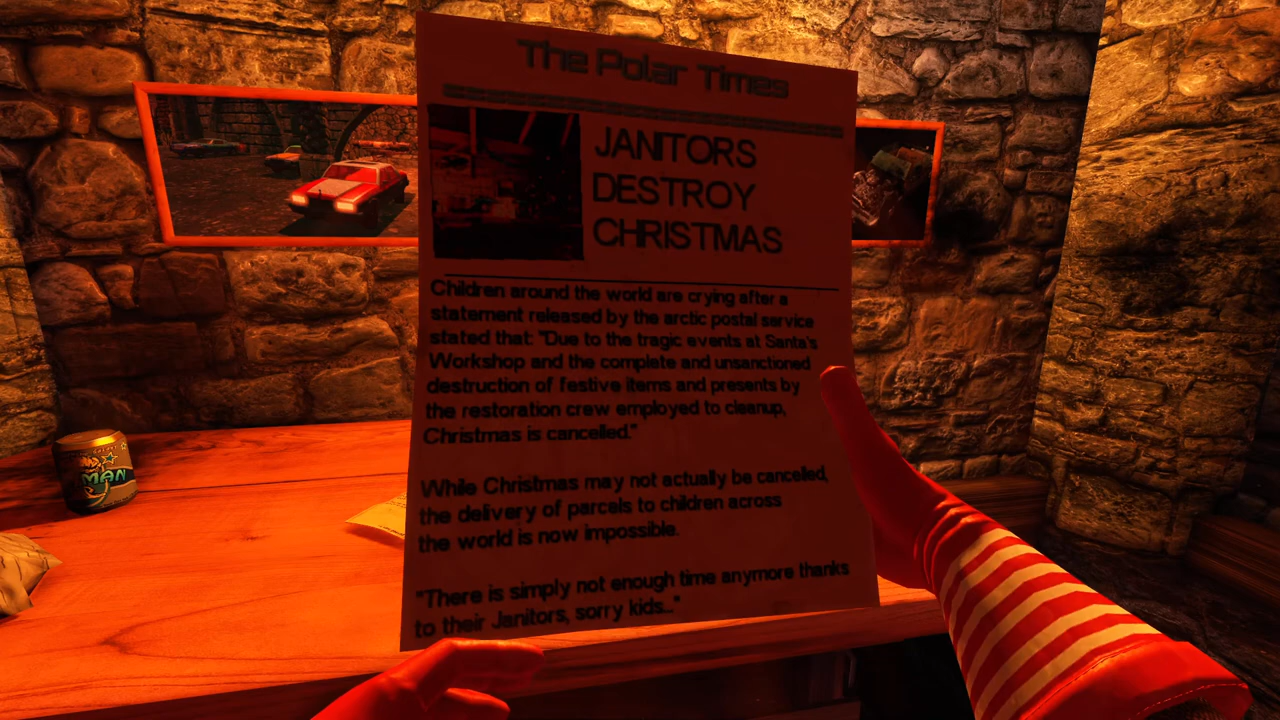 The Polar Times
JANITORS
DESTROY
CHRISTMAS
Children around the world are crying after a
statement released by the arctic postal service
stated that: "Due to the tragic events at Santa's
Workshop and the complete and unsanctioned
destruction of festive items and presents by
the restoration crew employed to cleanup,
Christmas is cancelled."
While Christmas may not actually be cancelled,
the delivery of parcels to children across
the world is now impossible.
"There is simply not enough time anymore thanks
to their Janitors, sorry kids.."
MAN